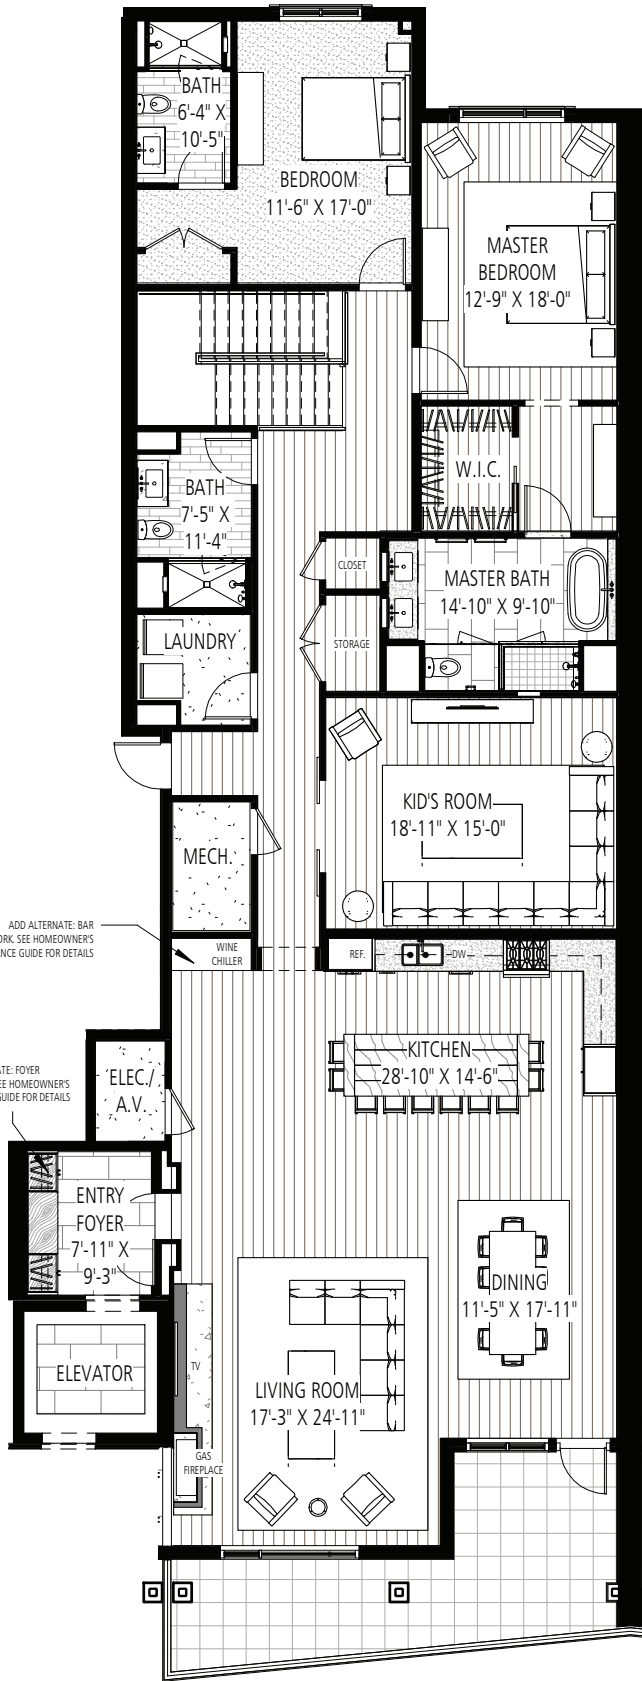 BATH
6'-4" X
10'-5"
BEDROOM
11'-6" X 17'-0"
MASTER
BEDROOM
12'-9" X 18'-0"
W.I.C.
BATH
7'-5" X
11'-4"
CLOSET
MASTER BATH
14'-10" X 9'-10"
LAUNDRY
STORAGE
KID'S ROOM
18'-11" X 15'-0"
MECH.
ADD ALTERNATE: BAR
SEE HOMEOWNER'S
GUIDE FOR DETAILS
WINE
CHILLER
REF.
DW
KITCHEN
28'-10" X 14'-6"
ELEC./
A.V.
FOYER
HOMEOWNER'S
GUIDE FOR DETAILS
ENTRY
FOYER
7'-11" X
9'-3"
DINING
11'-5" X 17'-11"
ELEVATOR
TV
LIVING ROOM
17'-3" X 24'-11"
GAS
FIREPLACE